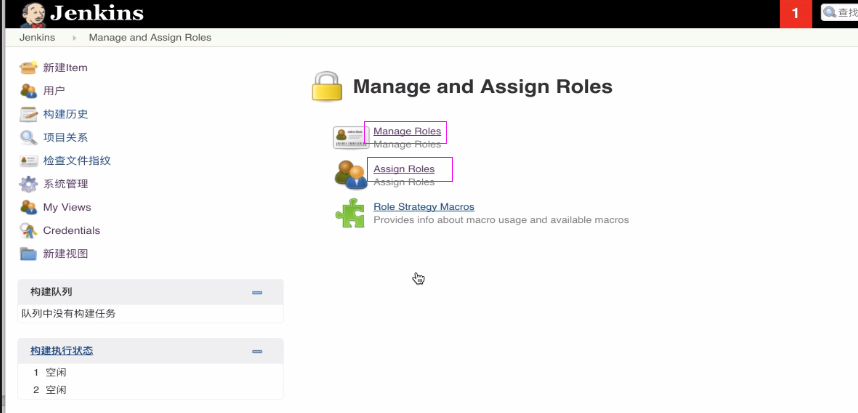 Jenkins
1
查找
Jenkins
Manage and Assign Roles
新建Item
用户
构建历史
项目关系
检查文件指纹
系统管理
My Views
Credentials
新建视图
构建队列
队列中没有构建任务
构建执行状态
1 空闲
2 空闲
Manage and Assign Roles
Manage Roles
Manage Roles
Assign Roles
Assign Roles
Role Strategy Macros
Provides info about macro usage and available macros